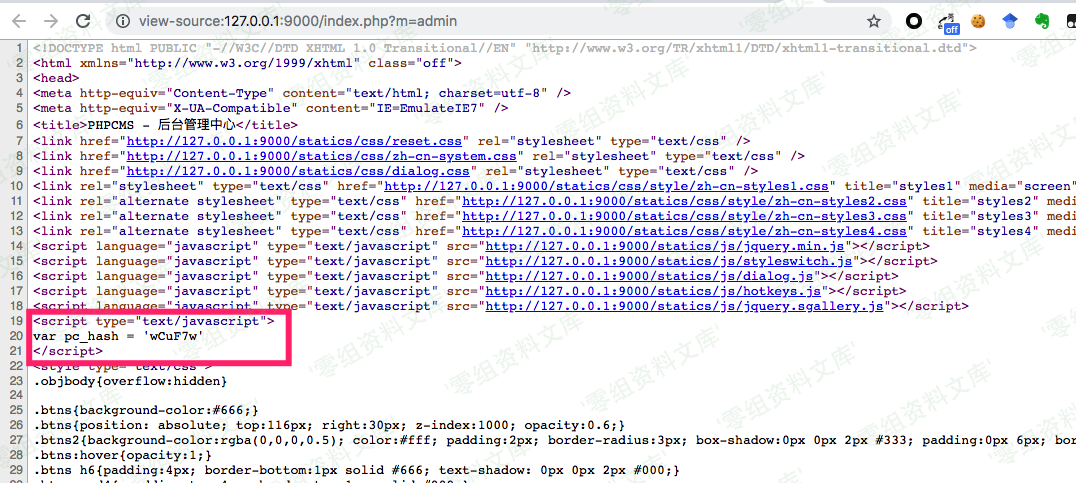 view-source:127.0.0.1:9000/index.php?m=admin
off
1 <!DOCTYPE html PUBLIC "-//W3C//DTD XHTML 1.0 Transitional//EN" "http://www.w3.org/TR/xhtml1/DTD/xhtml1-transitional.dtd">
2 <html xmlns="http://www.w3.org/1999/xhtml" class="off">
3 <head>
4 <meta http-equiv="Content-Type" content="text/html; charset=utf-8" />
5 <meta http-equiv="X-UA-Compatible" content="IE=EmulateIE7" />
6 <title>PHPCMS - 后台管理中心</title>
7 <link href="http://127.0.0.1:9000/statics/css/reset.css" rel="stylesheet" type="text/css" />
8 <link href="http://127.0.0.1:9000/statics/css/zh-cn-system.css" rel="stylesheet" type="text/css" />
9 <link href="http://127.0.0.1:9000/statics/css/dialog.css" rel="stylesheet" type="text/css" />
10 <link rel="stylesheet" type="text/css" href="http://127.0.0.1:9000/statics/css/style/zh-cn-styles1.css" title="styles1" media="screen"
11 <link rel="alternate stylesheet" type="text/css" href="http://127.0.0.1:9000/statics/css/style/zh-cn-styles2.css" title="styles2" medi
12 <link rel="alternate stylesheet" type="text/css" href="http://127.0.0.1:9000/statics/css/style/zh-cn-styles3.css" title="styles3" medi
13 <link rel="alternate stylesheet" type="text/css" href="http://127.0.0.1:9000/statics/css/style/zh-cn-styles4.css" title="styles4" medi
14 <script language="javascript" type="text/javascript" src="http://127.0.0.1:9000/statics/js/jquery.min.js"></script>
15 <script language="javascript" type="text/javascript" src="http://127.0.0.1:9000/statics/js/styleswitch.js"></script>
16 <script language="javascript" type="text/javascript" src="http://127.0.0.1:9000/statics/js/dialog.js"></script>
17 <script language="javascript" type="text/javascript" src="http://127.0.0.1:9000/statics/js/hotkeys.js"></script>
18 <script language="javascript" type="text/javascript" src="http://127.0.0.1:9000/statics/js/jquery.sgallery.js"></script>
19 <script type="text/javascript">
20 var pc_hash = 'wCuF7w'
21 </script>
22 <style type="text/css">
23 .objbody{overflow:hidden}
24
25 .btns{background-color:#666;}
26 .btns{position: absolute; top:116px; right:30px; z-index:1000; opacity:0.6;}
27 .btns2{background-color:rgba(0,0,0,0.5); color:#fff; padding:2px; border-radius:3px; box-shadow:0px 0px 2px #333; padding:0px 6px; bor
28 .btns:hover{opacity:1;}
29 .btns h6{padding:4px; border-bottom:1px solid #666; text-shadow: 0px 0px 2px #000;}
'零组资料文库'